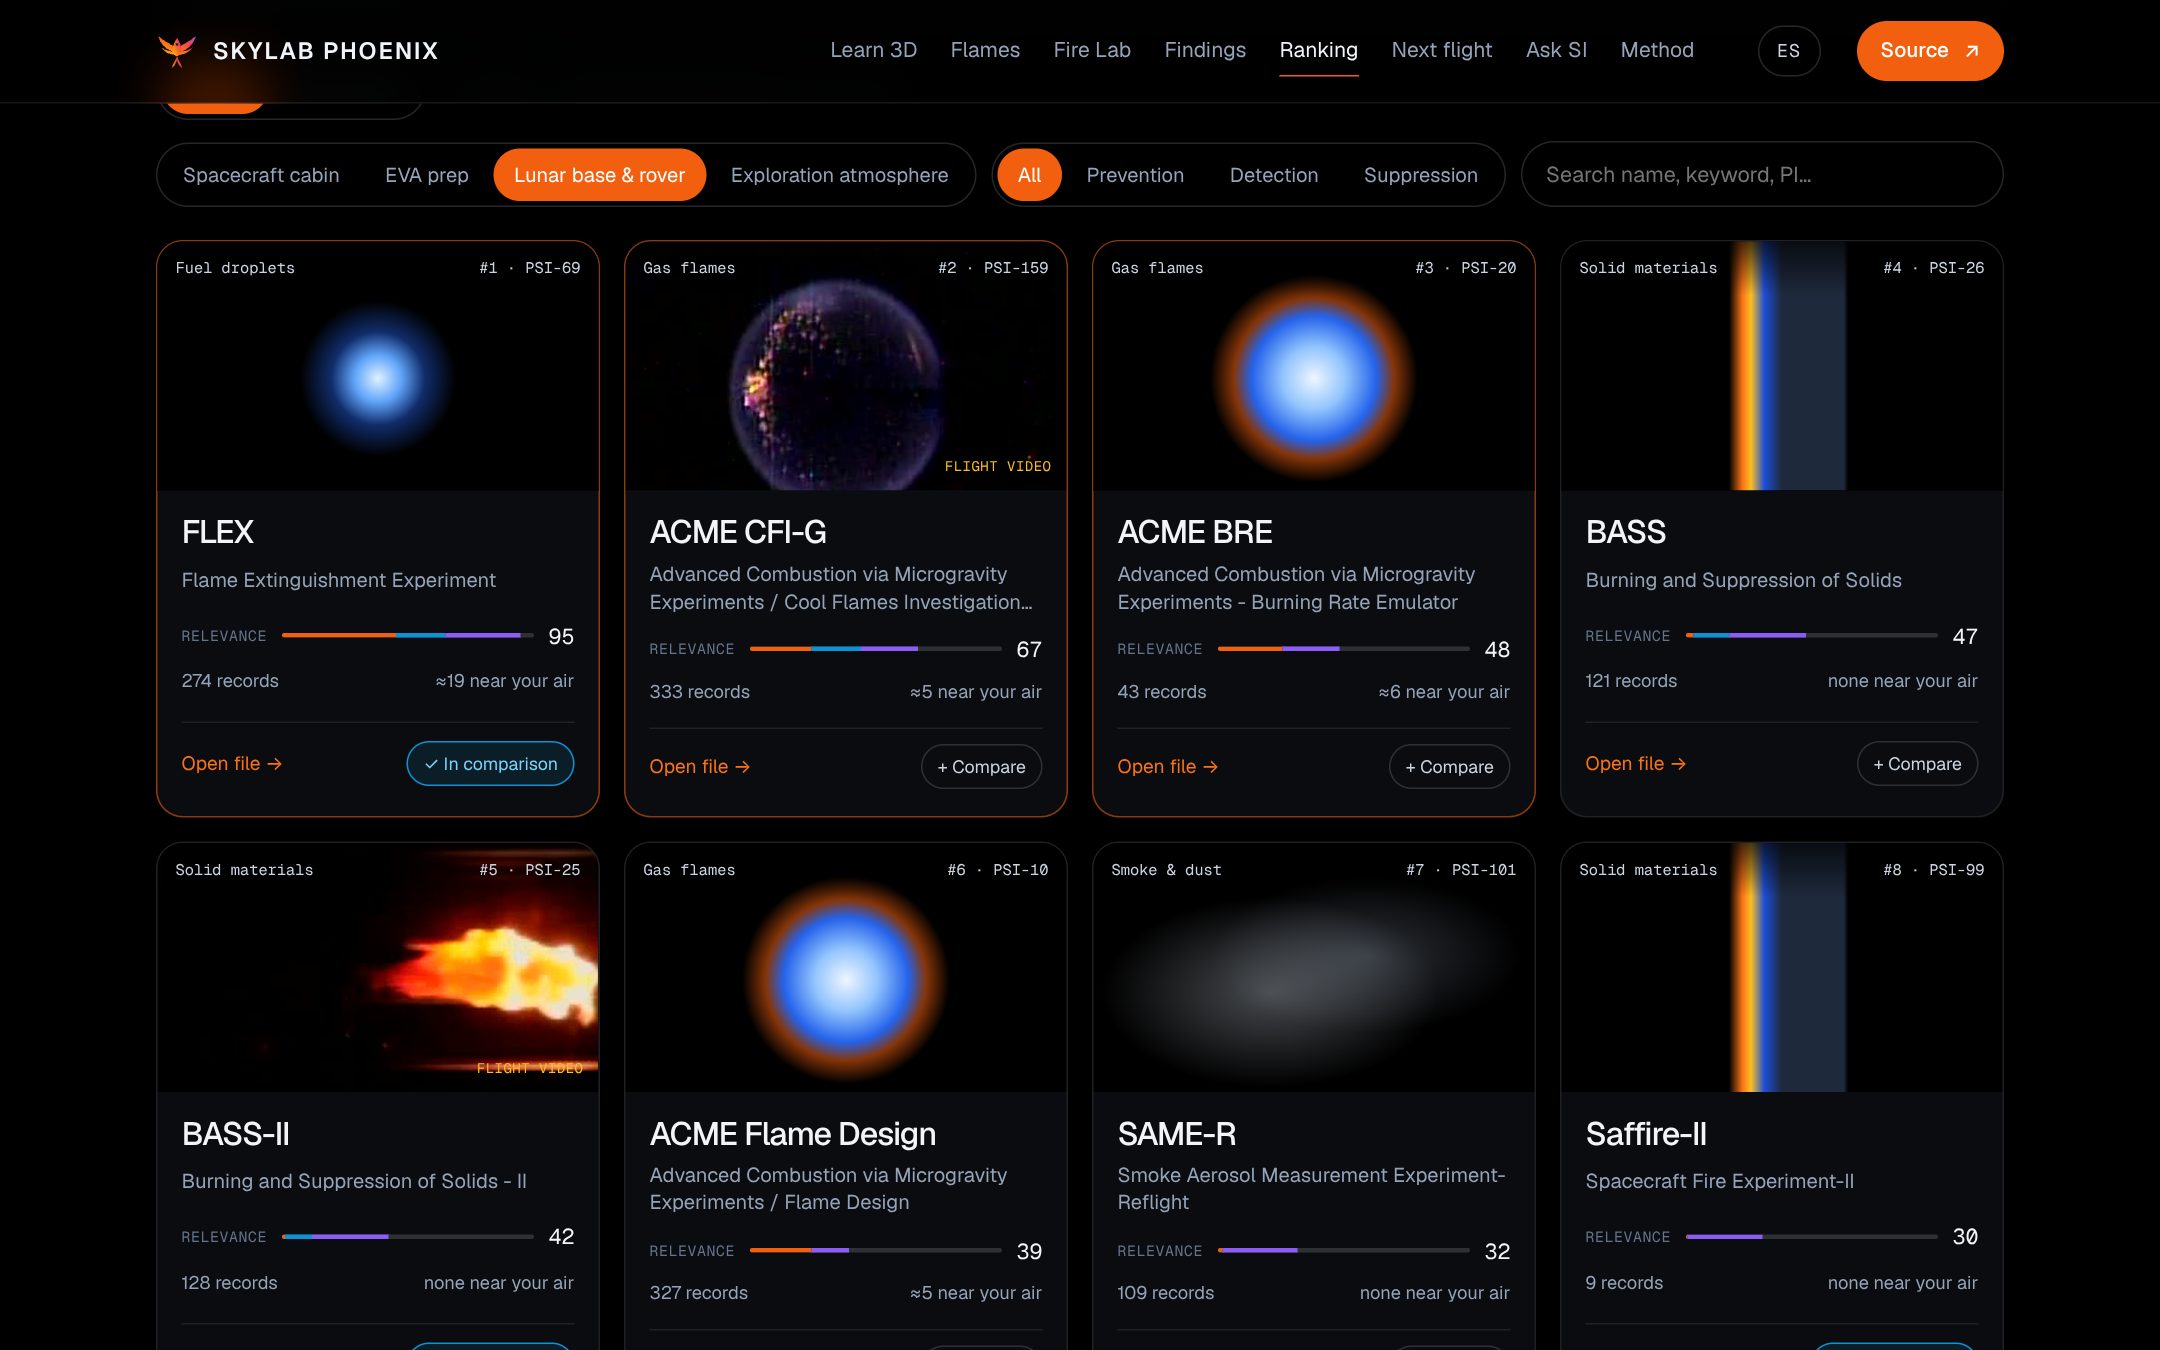 SKYLAB PHOENIX
Learn 3D Flames Fire Lab Findings Ranking Next flight Ask SI Method ES Source ↗
Spacecraft cabin EVA prep Lunar base & rover Exploration atmosphere All Prevention Detection Suppression Search name, keyword, PI...
Fuel droplets #1 · PSI-69
FLEX
Flame Extinguishment Experiment
RELEVANCE 95
274 records ≈19 near your air
Open file → ✓ In comparison
Gas flames #2 · PSI-159
FLIGHT VIDEO
ACME CFI-G
Advanced Combustion via Microgravity
Experiments / Cool Flames Investigation...
RELEVANCE 67
333 records ≈5 near your air
Open file → + Compare
Gas flames #3 · PSI-20
ACME BRE
Advanced Combustion via Microgravity
Experiments - Burning Rate Emulator
RELEVANCE 48
43 records ≈6 near your air
Open file → + Compare
Solid materials #4 · PSI-26
BASS
Burning and Suppression of Solids
RELEVANCE 47
121 records none near your air
Open file → + Compare
Solid materials #5 · PSI-25
FLIGHT VIDEO
BASS-II
Burning and Suppression of Solids - II
RELEVANCE 42
128 records none near your air
Gas flames #6 · PSI-10
ACME Flame Design
Advanced Combustion via Microgravity
Experiments / Flame Design
RELEVANCE 39
327 records ≈5 near your air
Smoke & dust #7 · PSI-101
SAME-R
Smoke Aerosol Measurement Experiment-
Reflight
RELEVANCE 32
109 records none near your air
Solid materials #8 · PSI-99
Saffire-II
Spacecraft Fire Experiment-II
RELEVANCE 30
9 records none near your air